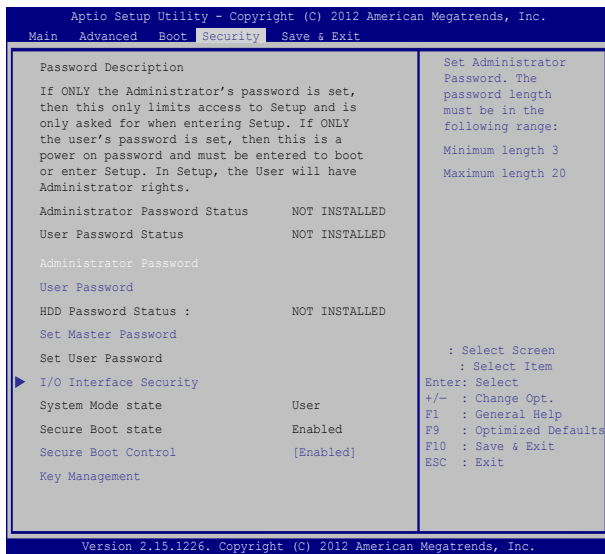 Aptio Setup Utility - Copyright (C) 2012 American Megatrends, Inc.
Main Advanced Boot Security Save & Exit
Password Description
If ONLY the Administrator's password is set,
then this only limits access to Setup and is
only asked for when entering Setup. If ONLY
the user's password is set, then this is a
power on password and must be entered to boot
or enter Setup. In Setup, the User will have
Administrator rights.
Administrator Password Status NOT INSTALLED
User Password Status NOT INSTALLED
Administrator Password
User Password
HDD Password Status : NOT INSTALLED
Set Master Password
Set User Password
I/O Interface Security
System Mode state User
Secure Boot state Enabled
Secure Boot Control [Enabled]
Key Management
Set Administrator
Password. The
password length
must be in the
following range:
Minimum length 3
Maximum length 20
: Select Screen
: Select Item
Enter: Select
+/— : Change Opt.
F1 : General Help
F9 : Optimized Defaults
F10 : Save & Exit
ESC : Exit
Version 2.15.1226. Copyright (C) 2012 American Megatrends, Inc.